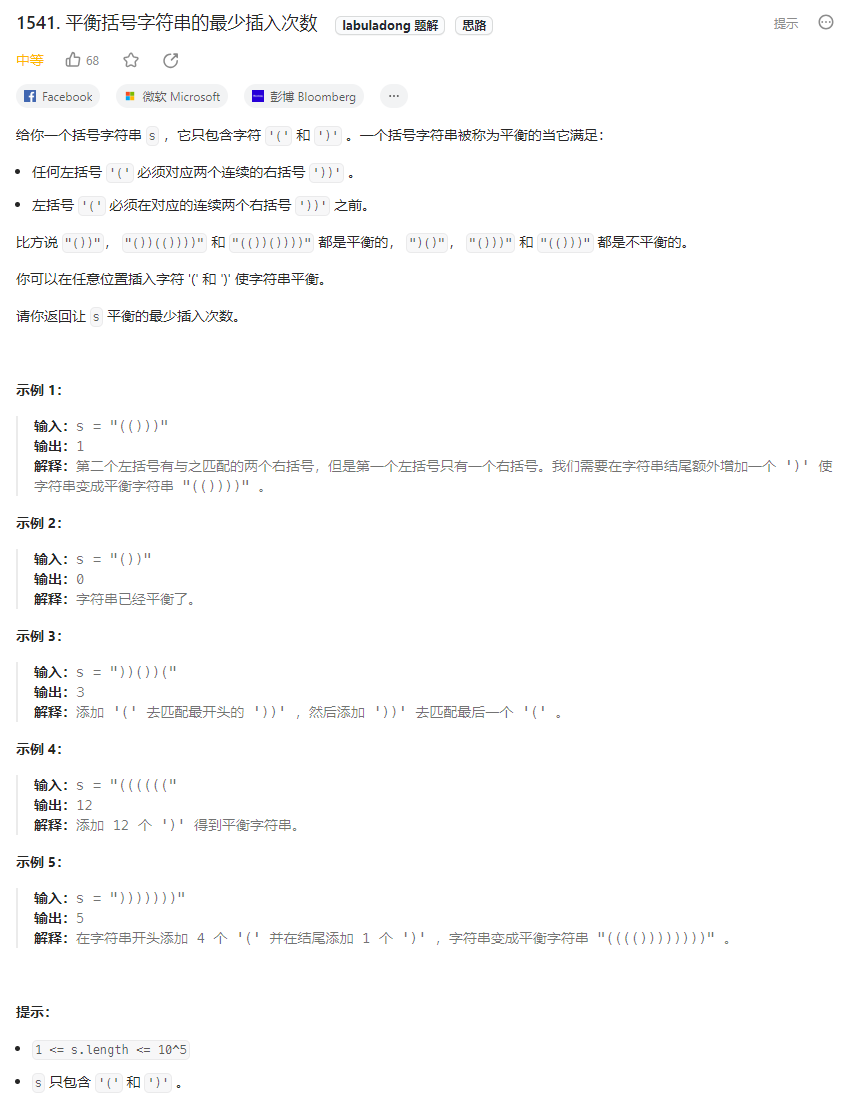 1541. 平衡括号字符串的最少插入次数 labuladong 题解 思路 提示
中等 68
Facebook 微软 Microsoft 彭博 Bloomberg ...
给你一个括号字符串 s ，它只包含字符 '(' 和 ')' 。一个括号字符串被称为平衡的当它满足：
• 任何左括号 '(' 必须对应两个连续的右括号 '))' 。
• 左括号 '(' 必须在对应的连续两个右括号 '))' 之前。
比方说 "())"， "())(())))" 和 "(())())))" 都是平衡的， ")()"， "()))" 和 "(()))" 都是不平衡的。
你可以在任意位置插入字符 '(' 和 ')' 使字符串平衡。
请你返回让 s 平衡的最少插入次数。
示例 1：
输入：s = "(()))"
输出：1
解释：第二个左括号有与之匹配的两个右括号，但是第一个左括号只有一个右括号。我们需要在字符串结尾额外增加一个 ')' 使
字符串变成平衡字符串 "(())))" 。
示例 2：
输入：s = "())"
输出：0
解释：字符串已经平衡了。
示例 3：
输入：s = "))())("
输出：3
解释：添加 '(' 去匹配最开头的 '))' ，然后添加 '))' 去匹配最后一个 '(' 。
示例 4：
输入：s = "(((((("
输出：12
解释：添加 12 个 ')' 得到平衡字符串。
示例 5：
输入：s = ")))))))"
输出：5
解释：在字符串开头添加 4 个 '(' 并在结尾添加 1 个 ')' ，字符串变成平衡字符串 "(((())))))))" 。
提示：
• 1 <= s.length <= 10^5
• s 只包含 '(' 和 ')' 。